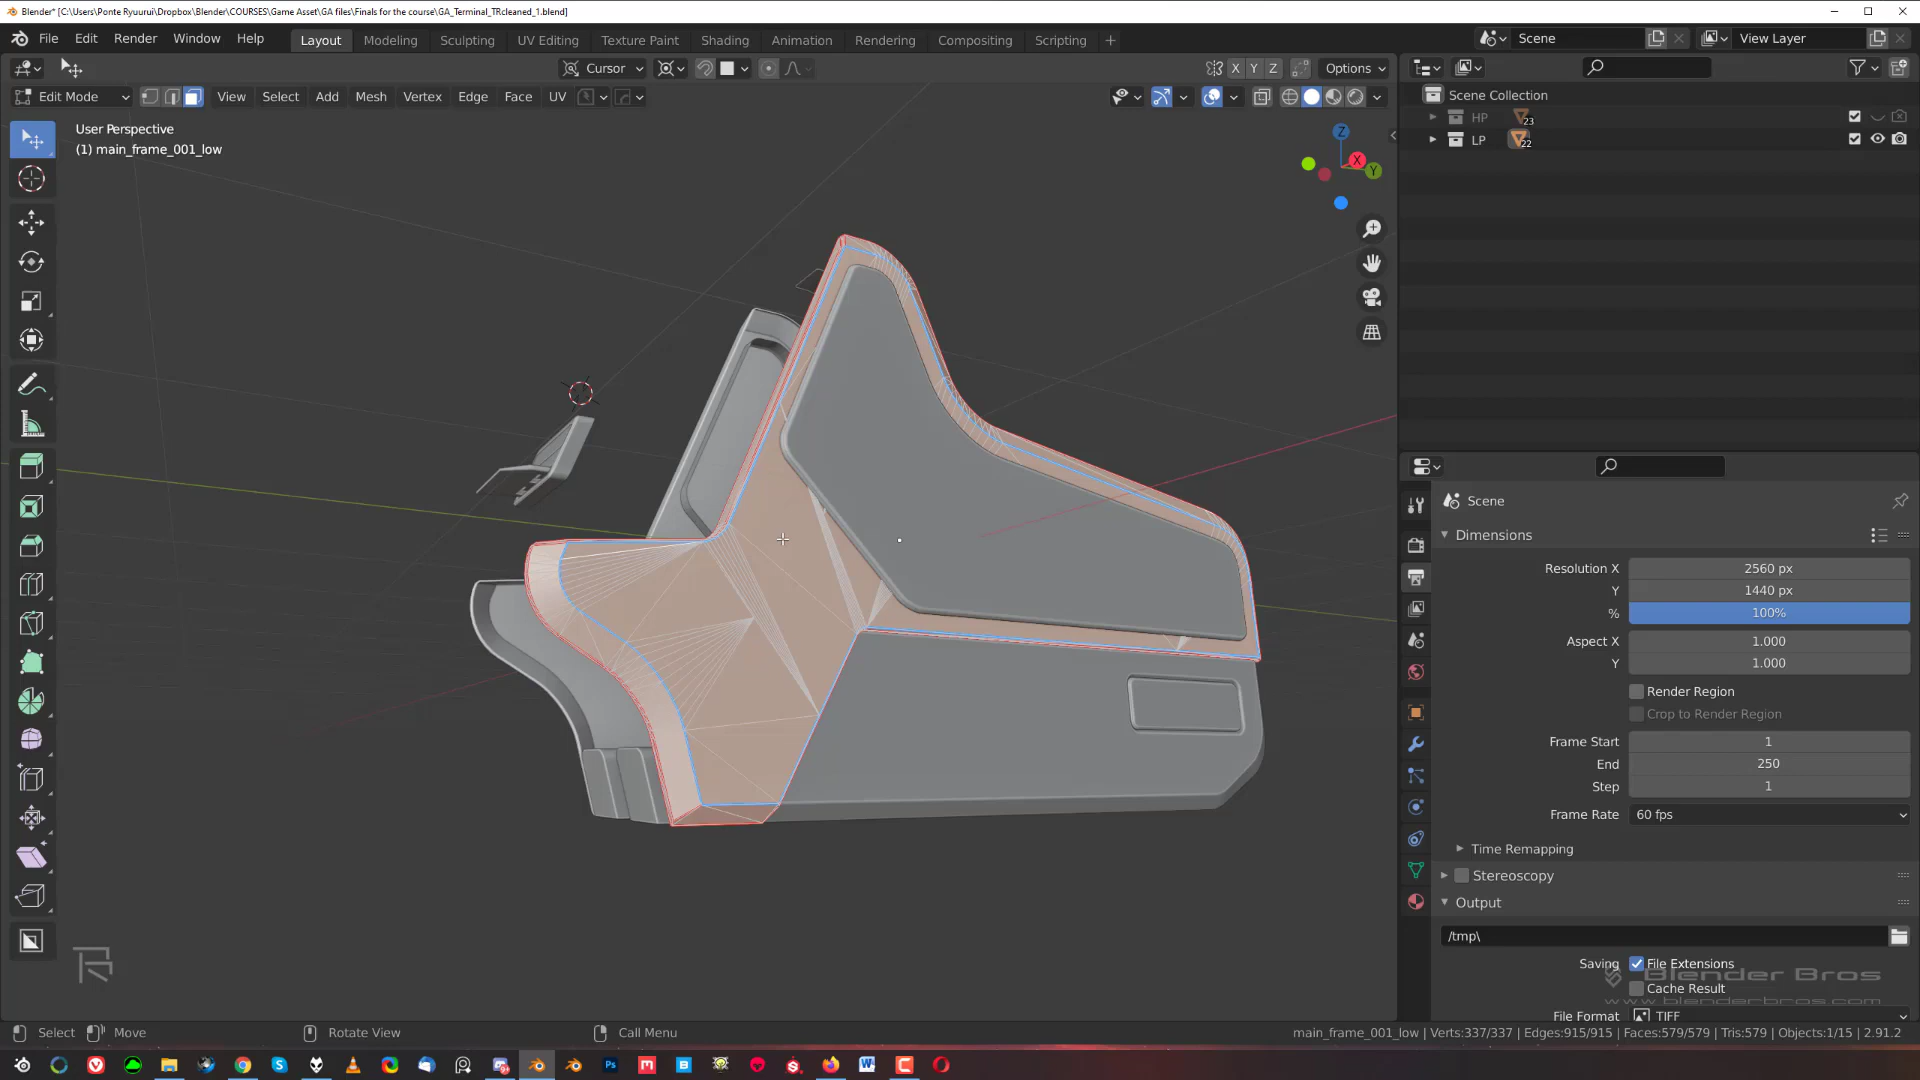 Blender* [C:\Users\Ponte Ryuurui\Dropbox\Blender\COURSES\Game Asset\GA files\Finals for the course\GA_Terminal_TRcleaned_1.blend]
File Edit Render Window Help Layout Modeling Sculpting UV Editing Texture Paint Shading Animation Rendering Compositing Scripting + Scene View Layer
Cursor X Y Z Options
Edit Mode View Select Add Mesh Vertex Edge Face UV
Scene Collection
HP 23
LP 22
User Perspective
(1) main_frame_001_low
Z
X
Y
Scene
Dimensions
Resolution X 2560 px
Y 1440 px
% 100%
Aspect X 1.000
Y 1.000
Render Region
Crop to Render Region
Frame Start 1
End 250
Step 1
Frame Rate 60 fps
Time Remapping
Stereoscopy
Output
/tmp\
Saving File Extensions
Blender Bros
Cache Result
www.blenderbros.com
File Format TIFF
Select Move Rotate View Call Menu main_frame_001_low | Verts:337/337 | Edges:915/915 | Faces:579/579 | Tris:579 | Objects:1/15 | 2.91.2